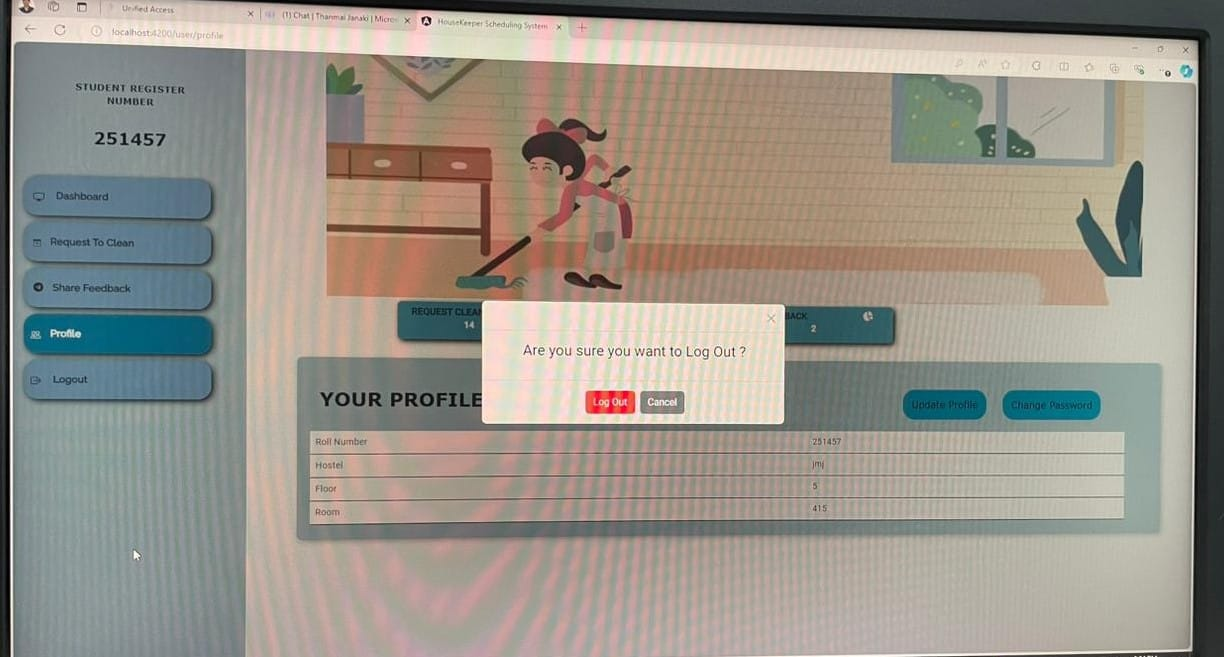 Unified Access
(1) Chat | Thanmai Janaki | Micros
HouseKeeper Scheduling System
localhost:4200/user/profile
STUDENT REGISTER
NUMBER
251457
Dashboard
Request To Clean
Share Feedback
Profile
Logout
REQUEST CLEA
14
BACK
2
Are you sure you want to Log Out ?
Log Out
Cancel
YOUR PROFILE
Update Profile
Change Password
Roll Number 251457
Hostel jmj
Floor 5
Room 415